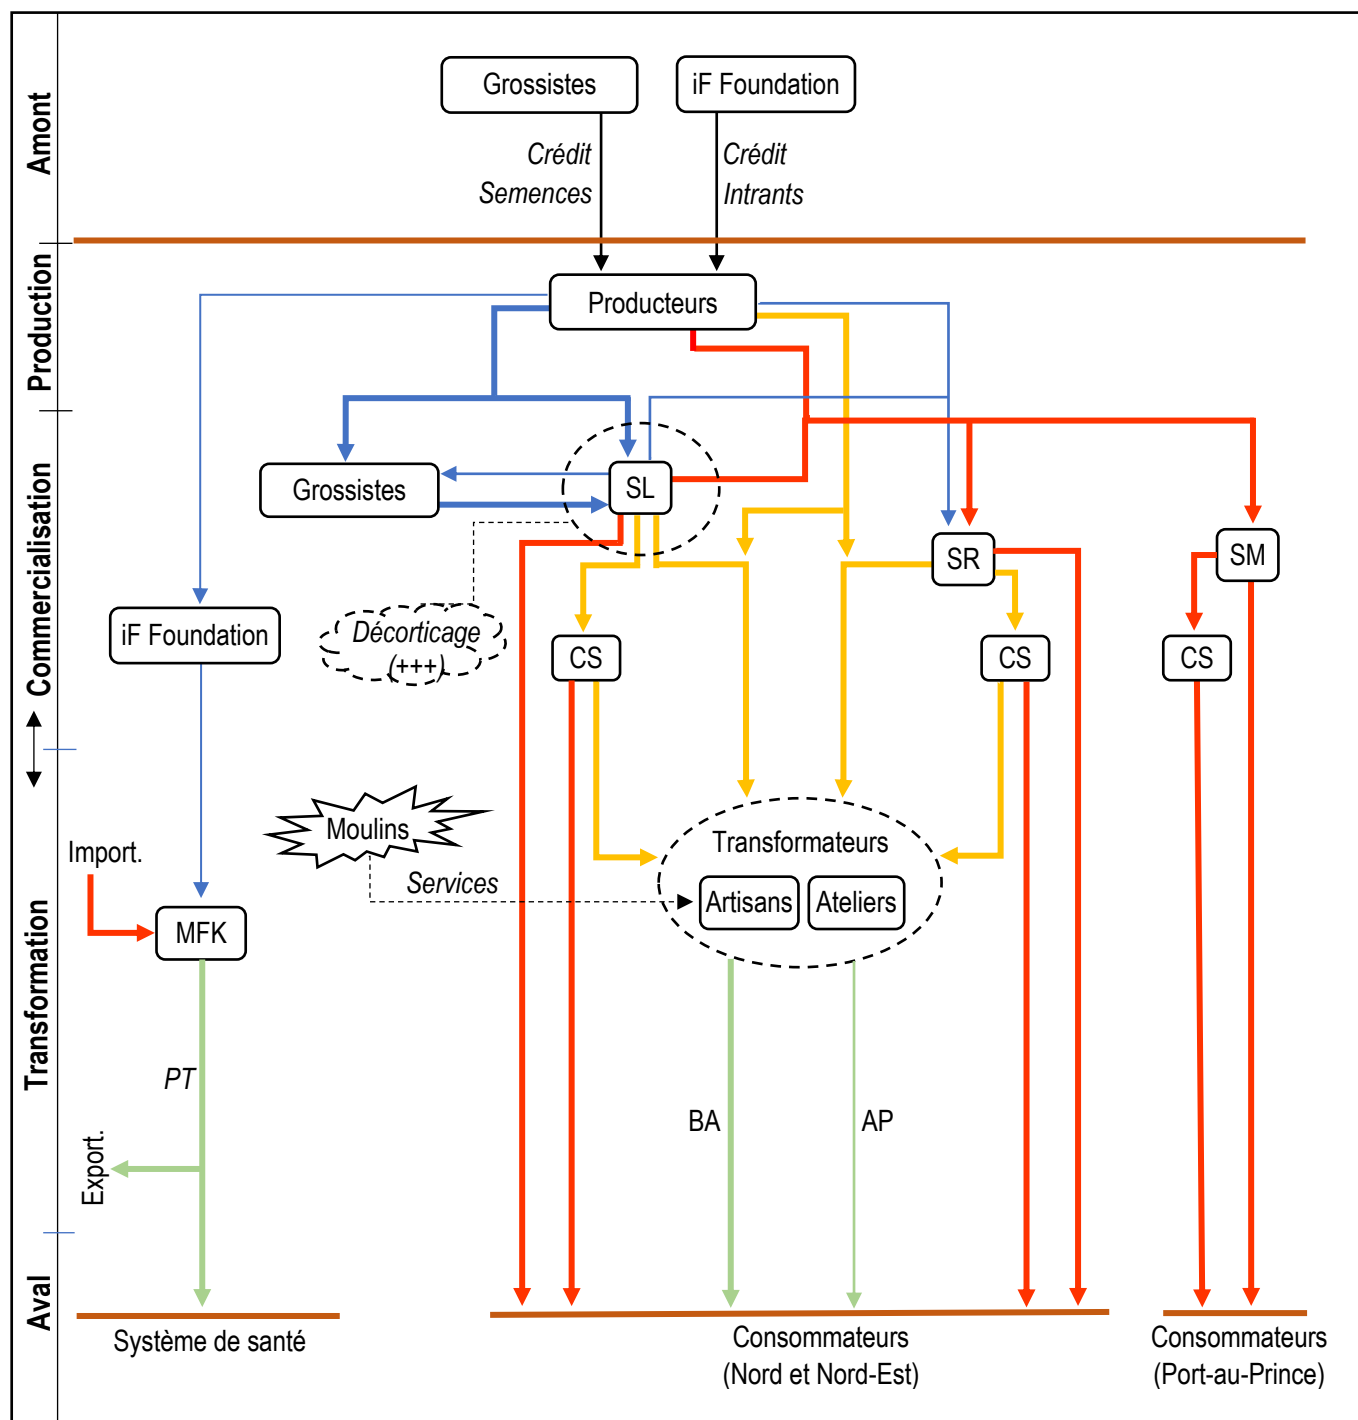 Amont
Grossistes
iF Foundation
Crédit
Semences
Crédit
Intrants
Production
Producteurs
Commercialisation
Grossistes
SL
SR
SM
iF Foundation
Décorticage
(+++)
CS
CS
CS
Transformation
Moulins
Import.
Services
Transformateurs
Artisans
Ateliers
MFK
PT
BA
AP
Export.
Aval
Système de santé
Consommateurs
(Nord et Nord-Est)
Consommateurs
(Port-au-Prince)